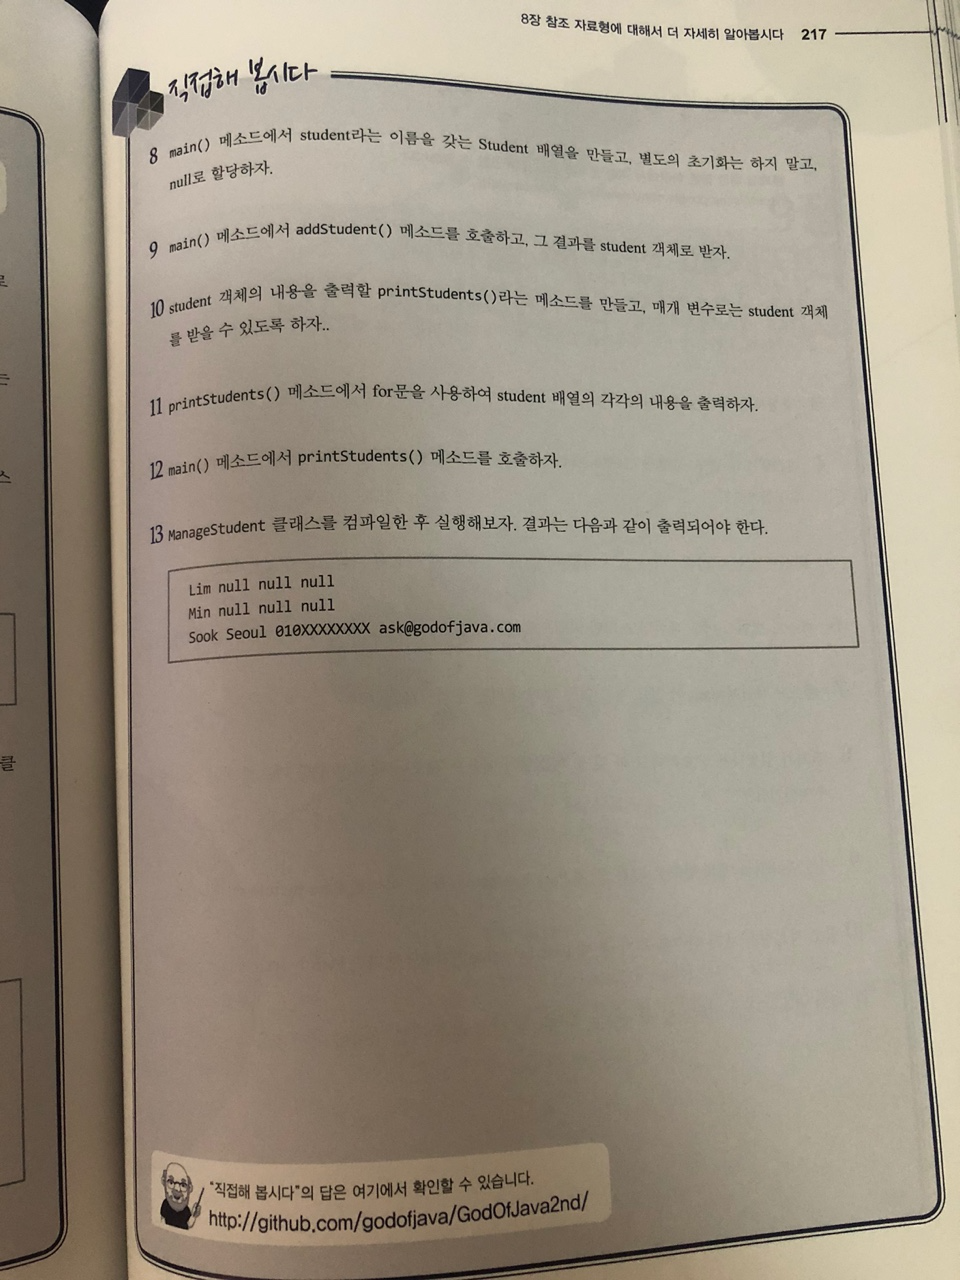 8장 참조 자료형에 대해서 더 자세히 알아봅시다 217
직접해 봅시다
8 main() 메소드에서 student라는 이름을 갖는 Student 배열을 만들고, 별도의 초기화는 하지 말고,
null로 할당하자.
9 main() 메소드에서 addStudent() 메소드를 호출하고, 그 결과를 student 객체로 받자.
10 student 객체의 내용을 출력할 printStudents()라는 메소드를 만들고, 매개 변수로는 student 객체
를 받을 수 있도록 하자..
11 printStudents() 메소드에서 for문을 사용하여 student 배열의 각각의 내용을 출력하자.
12 main() 메소드에서 printStudents() 메소드를 호출하자.
13 ManageStudent 클래스를 컴파일한 후 실행해보자. 결과는 다음과 같이 출력되어야 한다.
Lim null null null
Min null null null
Sook Seoul 010XXXXXXXX ask@godofjava.com
"직접해 봅시다"의 답은 여기에서 확인할 수 있습니다.
http://github.com/godofjava/GodOfJava2nd/
로
는
스
클